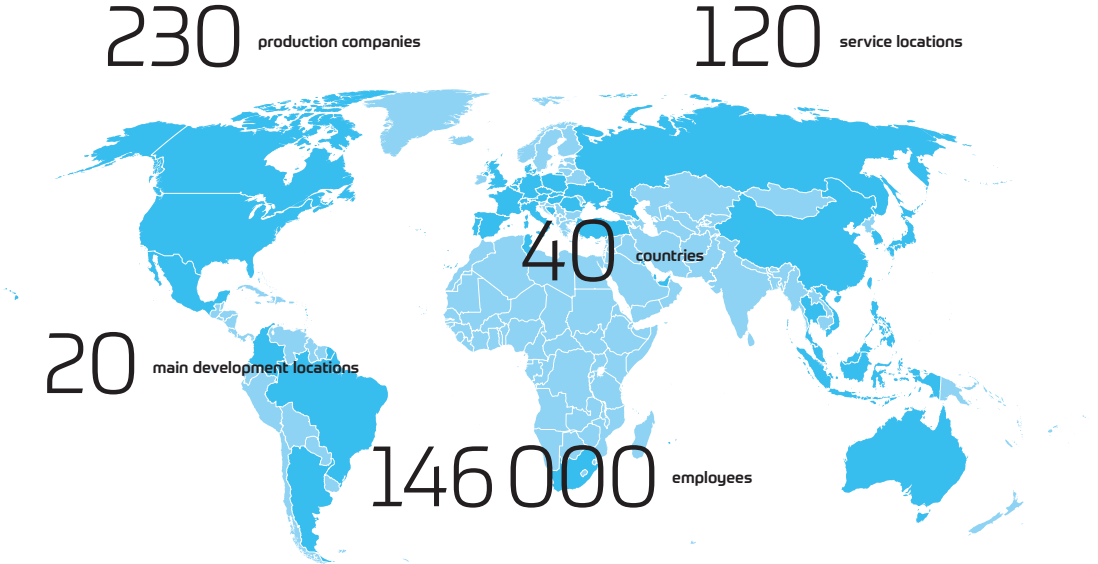 230 production companies
120 service locations
40 countries
20 main development locations
146 000 employees